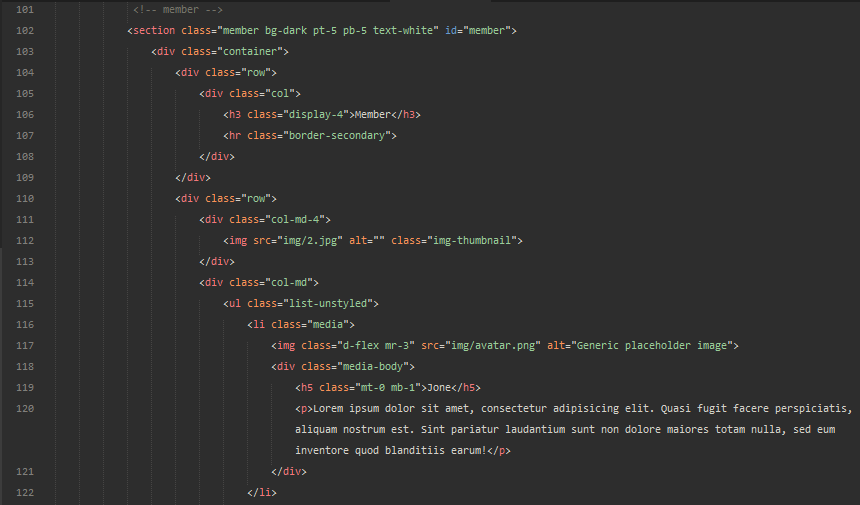 101 <!-- member -->
102 <section class="member bg-dark pt-5 pb-5 text-white" id="member">
103 <div class="container">
104 <div class="row">
105 <div class="col">
106 <h3 class="display-4">Member</h3>
107 <hr class="border-secondary">
108 </div>
109 </div>
110 <div class="row">
111 <div class="col-md-4">
112 <img src="img/2.jpg" alt="" class="img-thumbnail">
113 </div>
114 <div class="col-md">
115 <ul class="list-unstyled">
116 <li class="media">
117 <img class="d-flex mr-3" src="img/avatar.png" alt="Generic placeholder image">
118 <div class="media-body">
119 <h5 class="mt-0 mb-1">Jone</h5>
120 <p>Lorem ipsum dolor sit amet, consectetur adipisicing elit. Quasi fugit facere perspiciatis,
aliquam nostrum est. Sint pariatur laudantium sunt non dolore maiores totam nulla, sed eum
inventore quod blanditiis earum!</p>
121 </div>
122 </li>